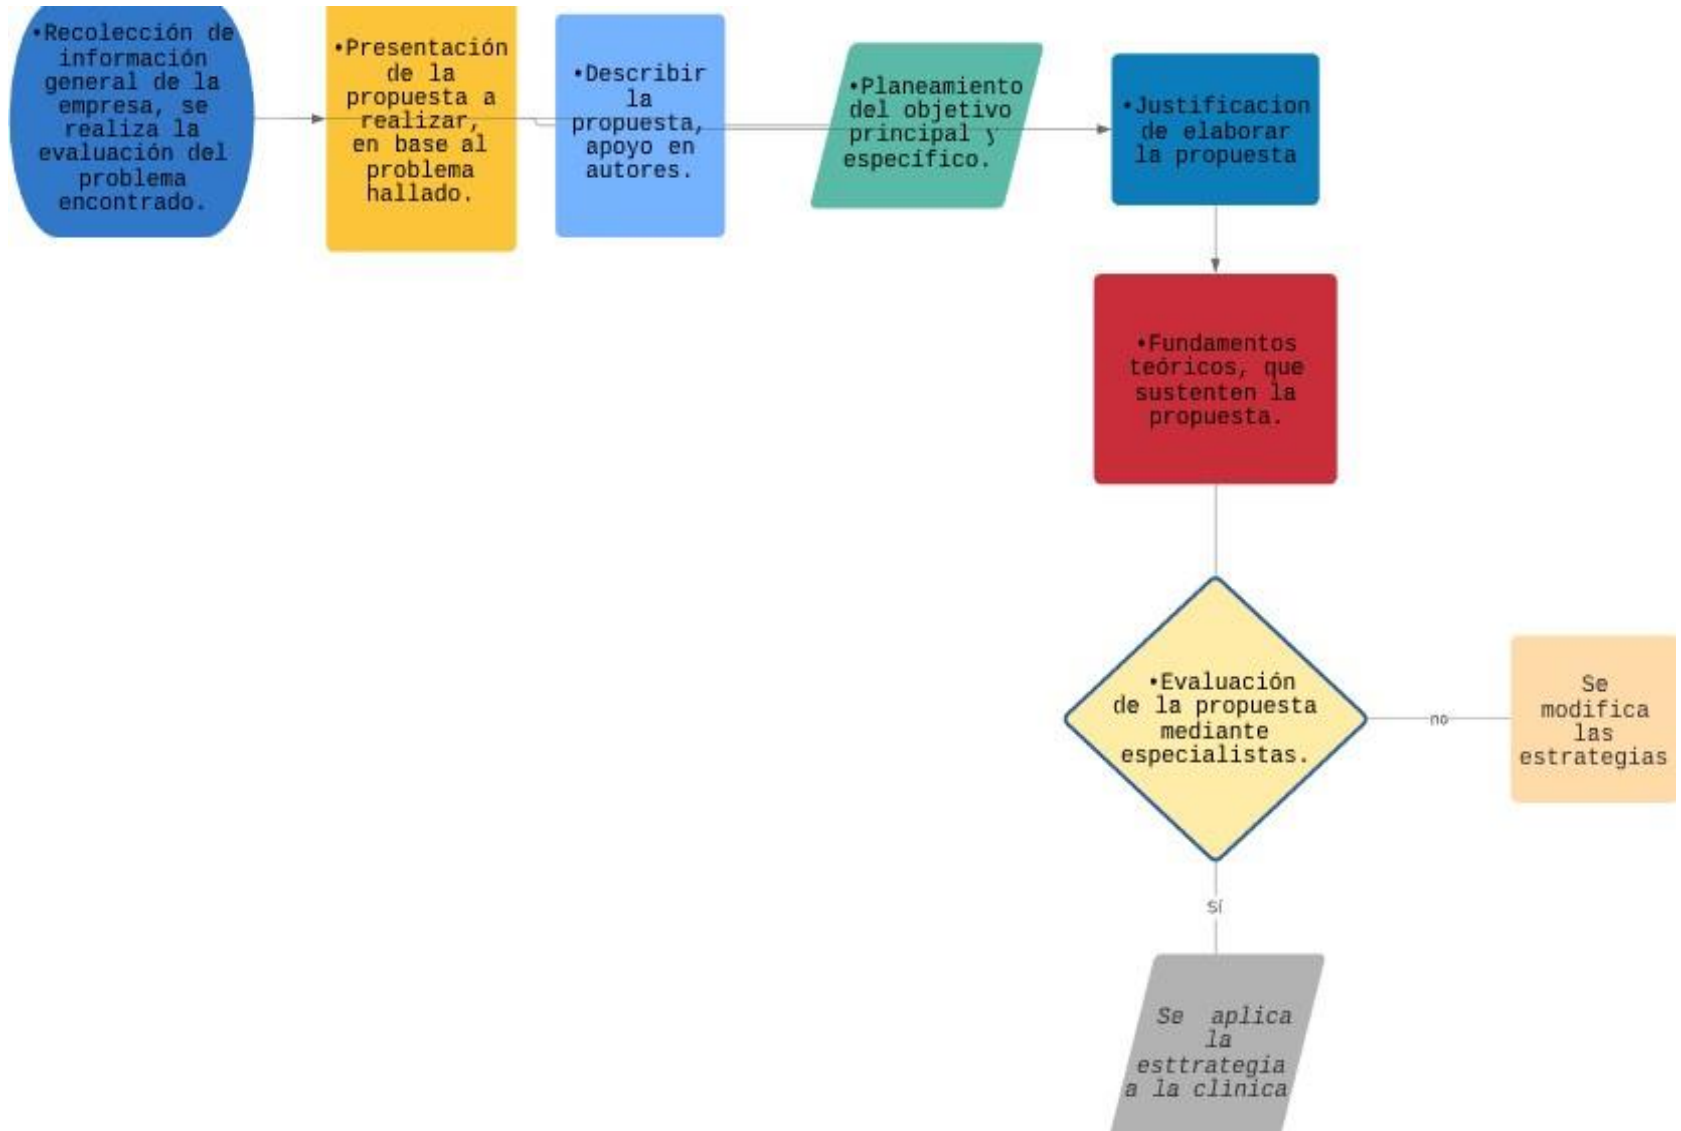 •Recolección de
información
general de la
empresa, se
realiza la
evaluación del
problema
encontrado.
•Presentación
de la
propuesta a
realizar,
en base al
problema
hallado.
•Describir
la
propuesta,
apoyo en
autores.
•Planeamiento
del objetivo
principal y
específico.
•Justificacion
de elaborar
la propuesta
•Fundamentos
teóricos, que
sustenten la
propuesta.
•Evaluación
de la propuesta
mediante
especialistas.
no
Se
modifica
las
estrategias
sí
Se aplica
la
esttrategia
a la clinica